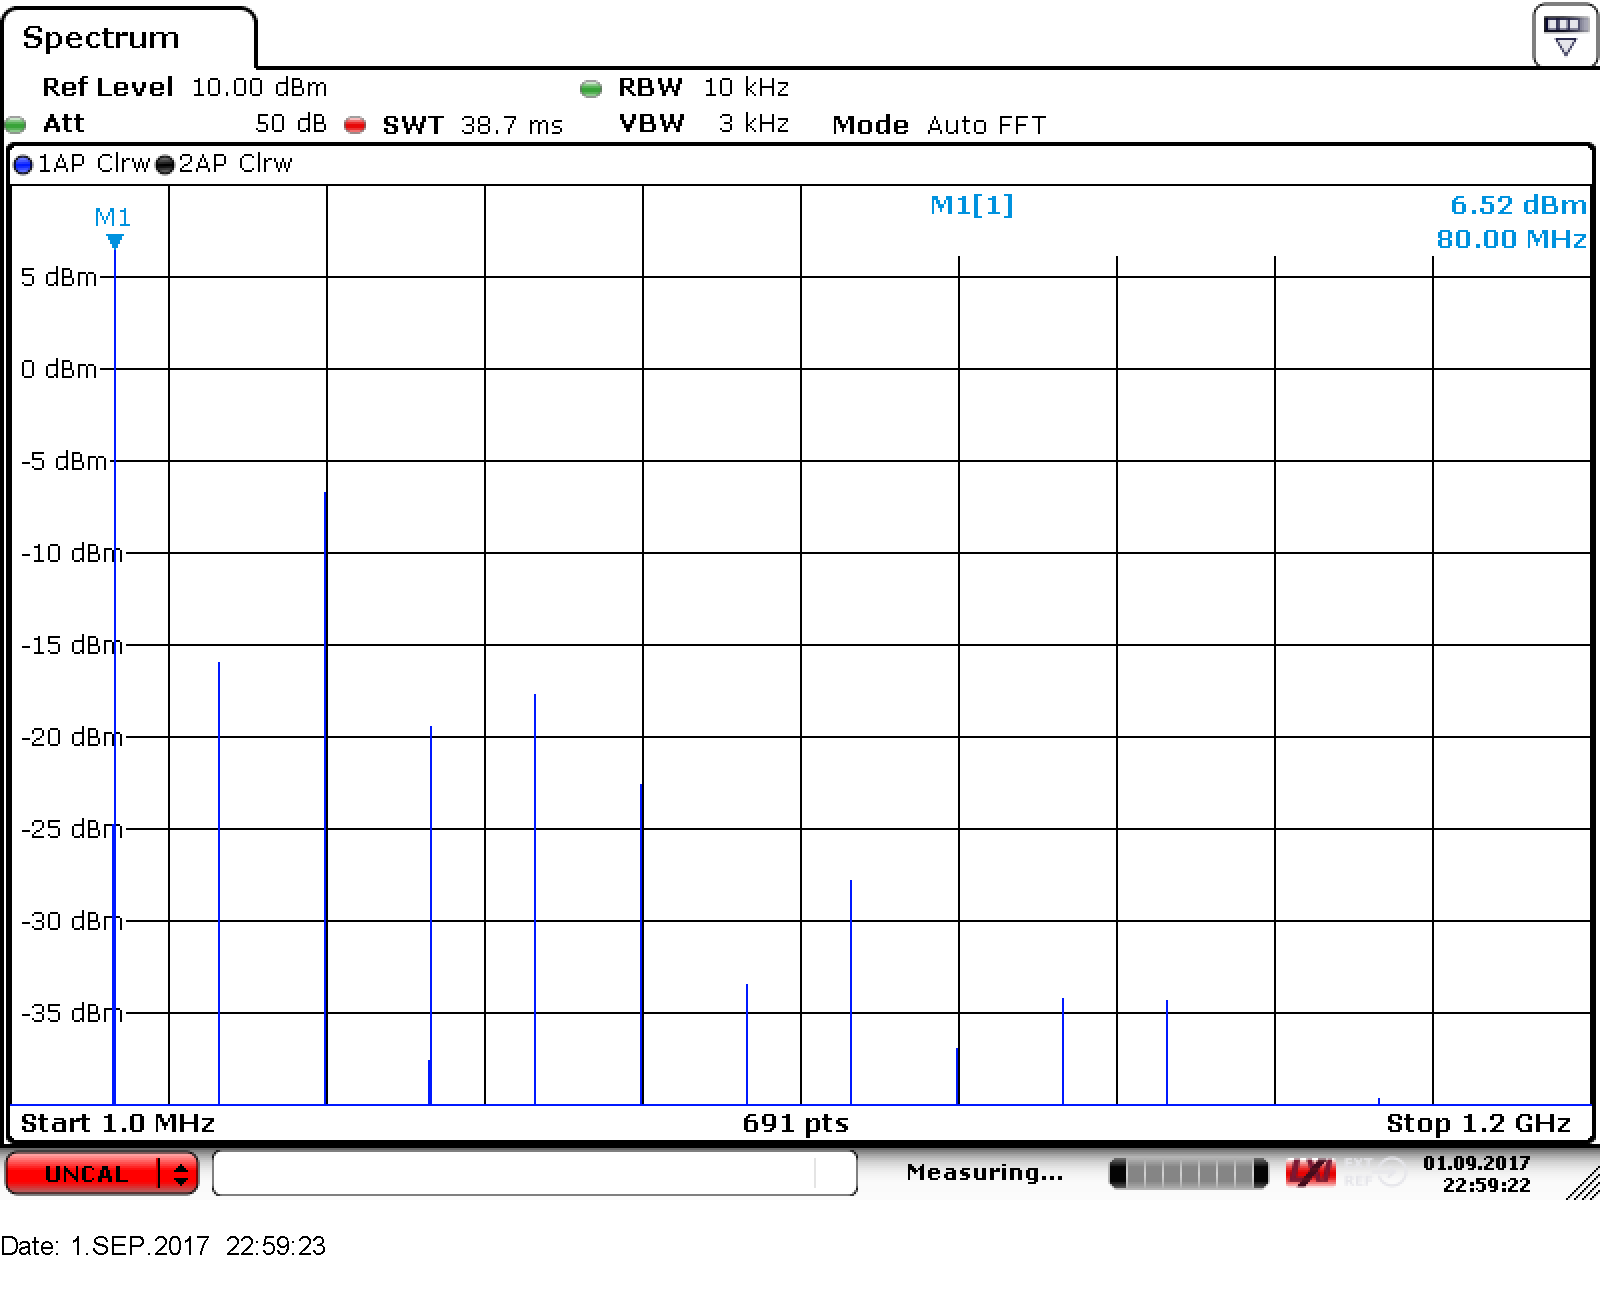 Spectrum
Ref Level 10.00 dBm RBW 10 kHz
Att 50 dB SWT 38.7 ms VBW 3 kHz Mode Auto FFT
1AP Clrw 2AP Clrw
M1[1] 6.52 dBm
M1 80.00 MHz
5 dBm
0 dBm
-5 dBm
-10 dBm
-15 dBm
-20 dBm
-25 dBm
-30 dBm
-35 dBm
Start 1.0 MHz 691 pts Stop 1.2 GHz
UNCAL Measuring... LXI EXT REF 01.09.2017
22:59:22
Date: 1.SEP.2017 22:59:23